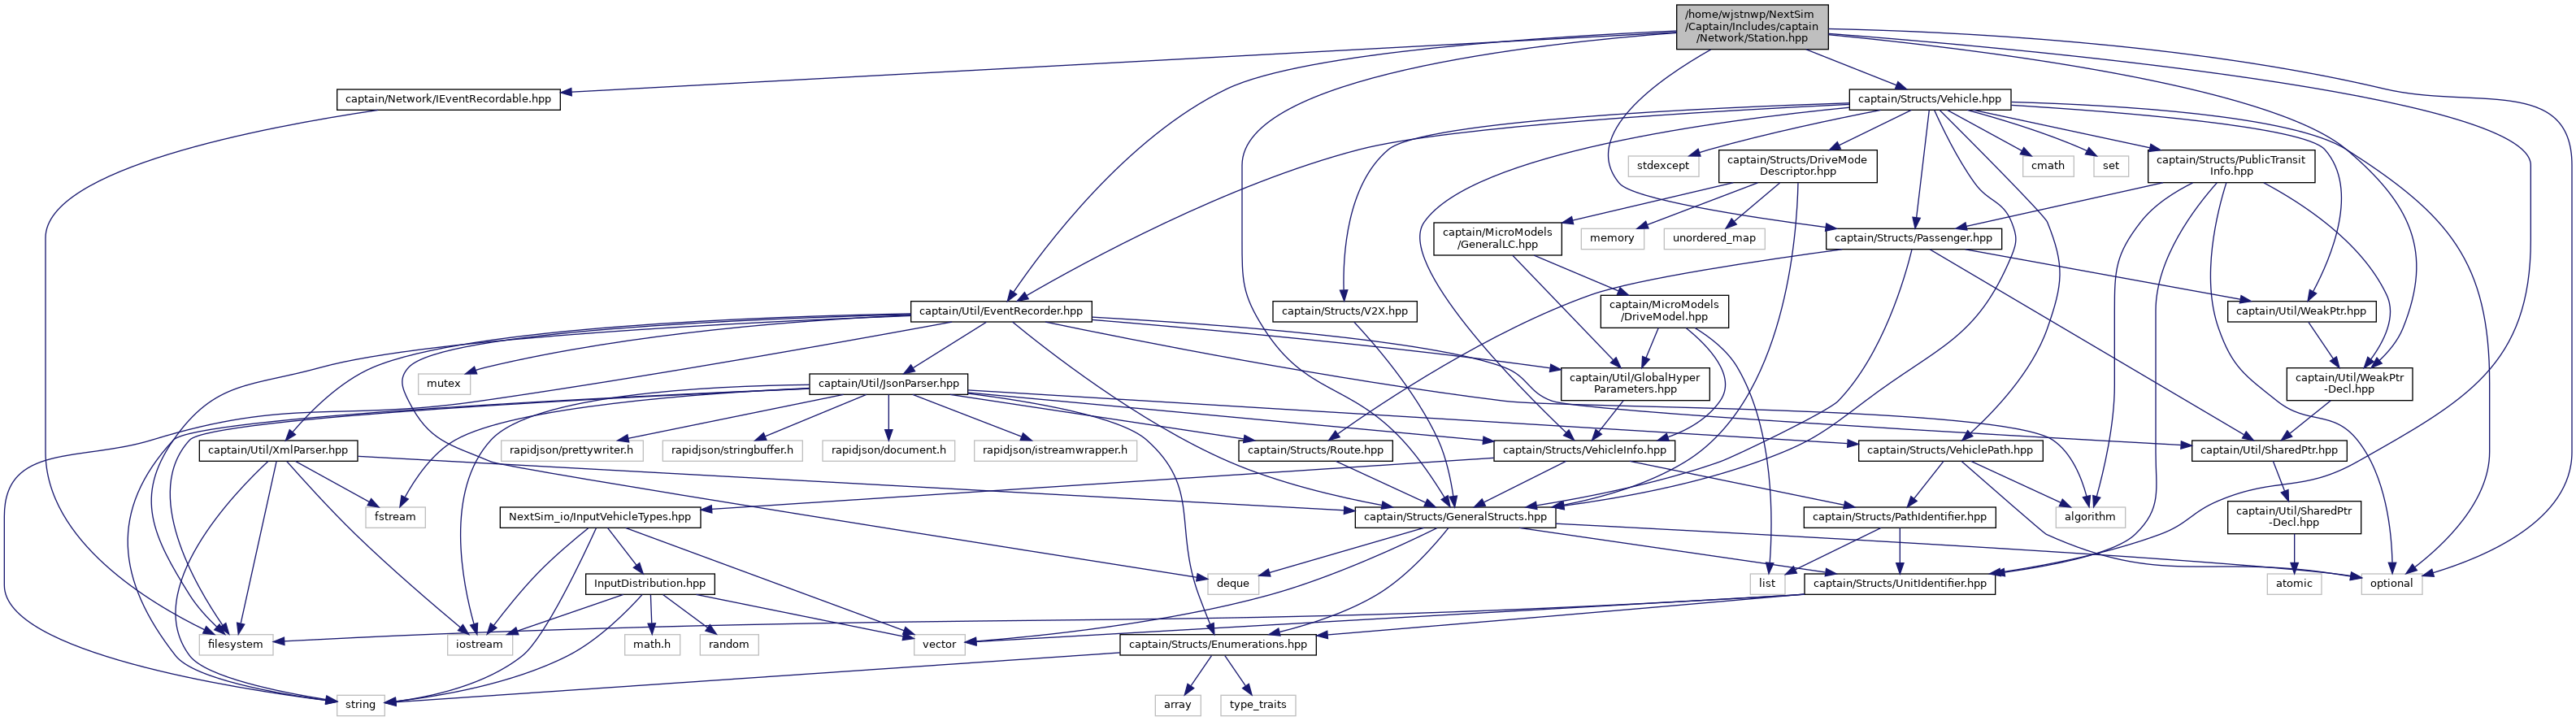 /home/wjstnwp/NextSim
/Captain/Includes/captain
/Network/Station.hpp
captain/Network/IEventRecordable.hpp
captain/Structs/Vehicle.hpp
stdexcept
captain/Structs/DriveMode
Descriptor.hpp
cmath
set
captain/Structs/PublicTransit
Info.hpp
captain/MicroModels
/GeneralLC.hpp
memory
unordered_map
captain/Structs/Passenger.hpp
captain/Util/EventRecorder.hpp
captain/Structs/V2X.hpp
captain/MicroModels
/DriveModel.hpp
captain/Util/WeakPtr.hpp
mutex
captain/Util/JsonParser.hpp
captain/Util/GlobalHyper
Parameters.hpp
captain/Util/WeakPtr
-Decl.hpp
captain/Util/XmlParser.hpp
rapidjson/prettywriter.h
rapidjson/stringbuffer.h
rapidjson/document.h
rapidjson/istreamwrapper.h
captain/Structs/Route.hpp
captain/Structs/VehicleInfo.hpp
captain/Structs/VehiclePath.hpp
captain/Util/SharedPtr.hpp
fstream
NextSim_io/InputVehicleTypes.hpp
captain/Structs/GeneralStructs.hpp
captain/Structs/PathIdentifier.hpp
algorithm
captain/Util/SharedPtr
-Decl.hpp
InputDistribution.hpp
deque
list
captain/Structs/UnitIdentifier.hpp
atomic
optional
filesystem
iostream
math.h
random
vector
captain/Structs/Enumerations.hpp
string
array
type_traits